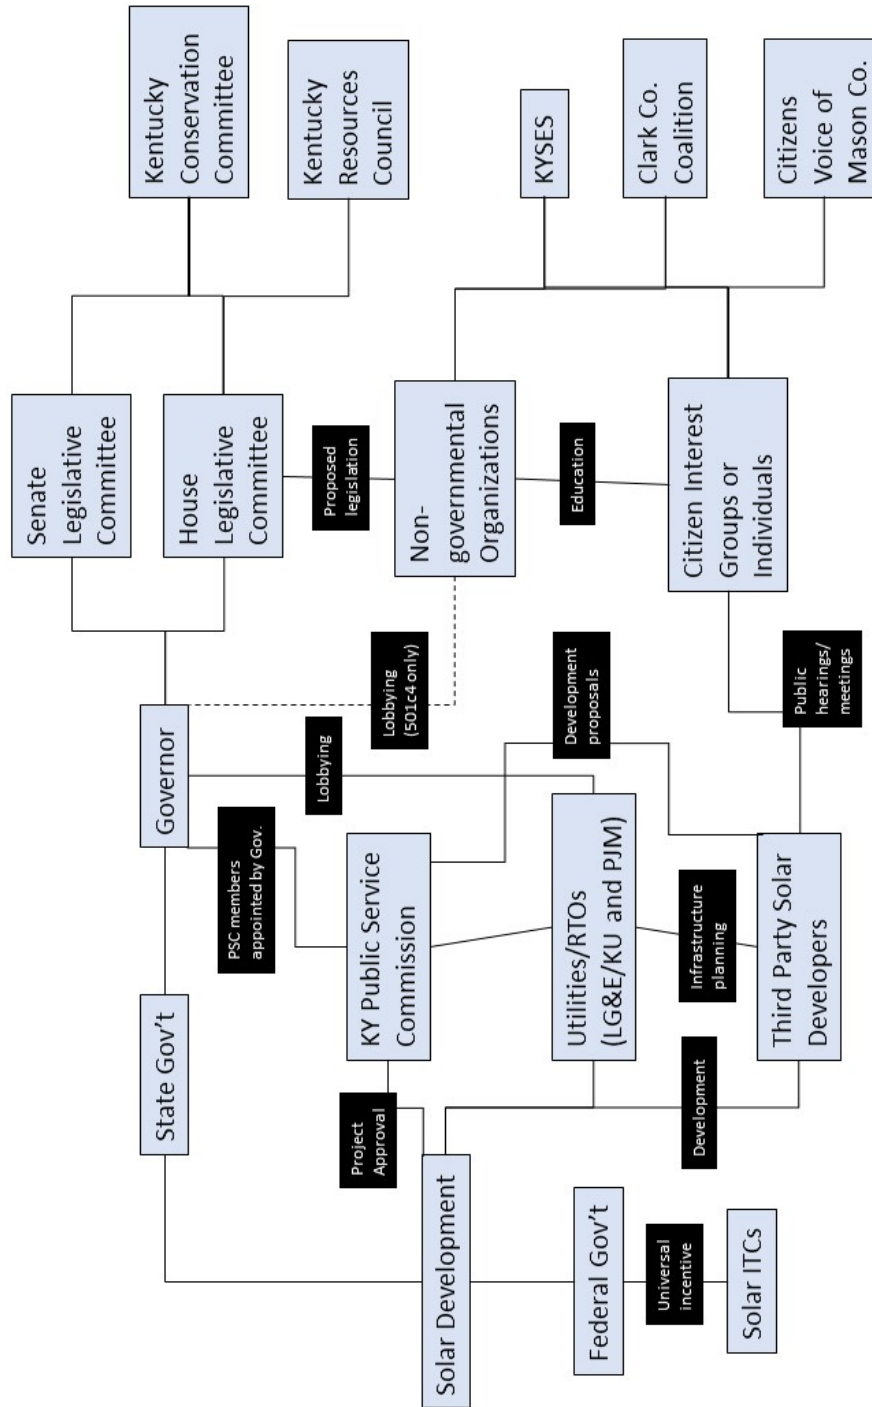 Solar Development
State Gov't
Federal Gov't
Universal
incentive
Solar ITCs
Project
Approval
Development
Governor
PSC members
appointed by Gov.
KY Public Service
Commission
Utilities/RTOs
(LG&E/KU and PJM)
Infrastructure
planning
Third Party Solar
Developers
Lobbying
Lobbying
(501c4 only)
Development
proposals
Public
hearings/
meetings
Senate
Legislative
Committee
House
Legislative
Committee
Proposed
legislation
Non-
governmental
Organizations
Education
Citizen Interest
Groups or
Individuals
Kentucky
Conservation
Committee
Kentucky
Resources
Council
KYSES
Clark Co.
Coalition
Citizens
Voice of
Mason Co.